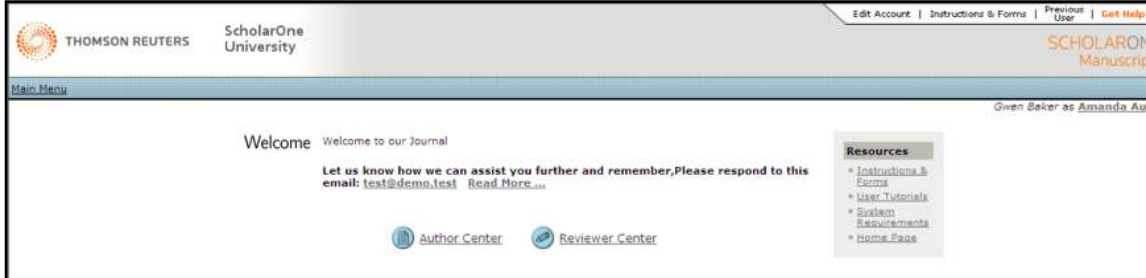 Edit Account | Instructions & Forms | Previous User | Get Help
THOMSON REUTERS
ScholarOne
University
SCHOLARON
Manuscrip
Main Menu
Gwen Baker as Amanda Au
Welcome
Welcome to our Journal
Let us know how we can assist you further and remember,Please respond to this
email: test@demo.test Read More ...
Author Center
Reviewer Center
Resources
Instructions &
Forms
User Tutorials
System
Requirements
Home Page